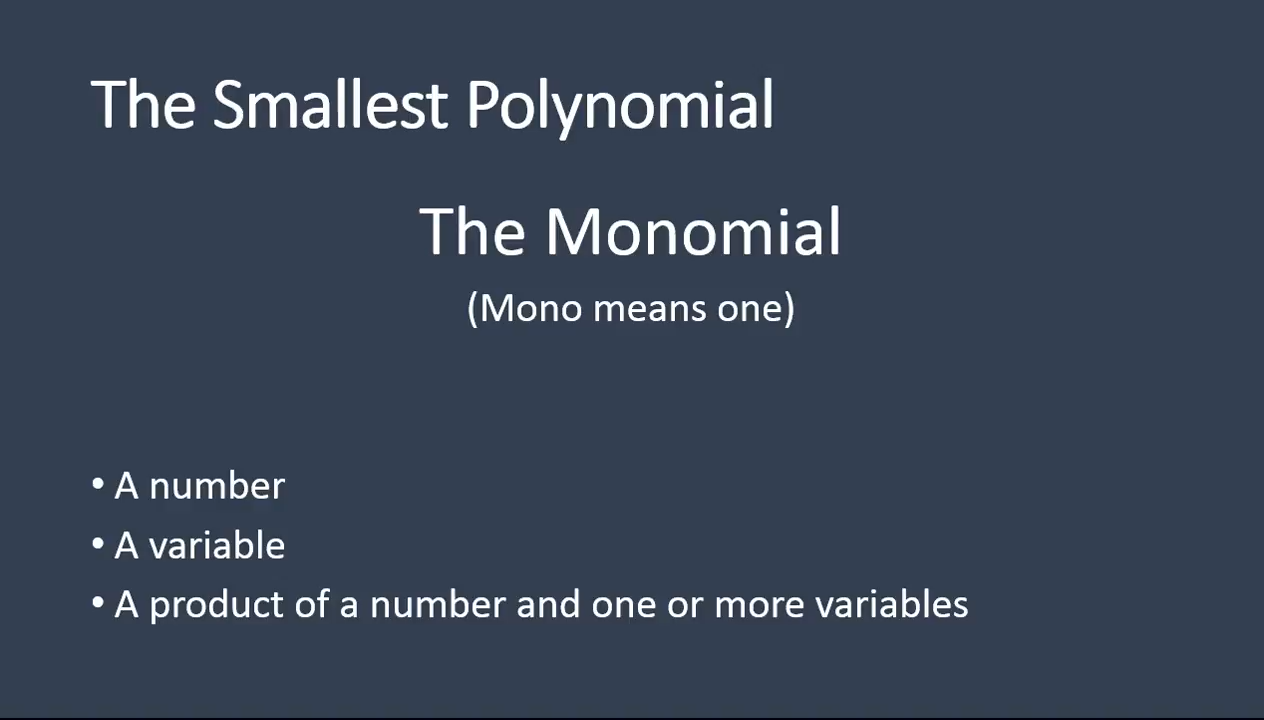 The Smallest Polynomial
The Monomial
(Mono means one)
• A number
• A variable
• A product of a number and one or more variables